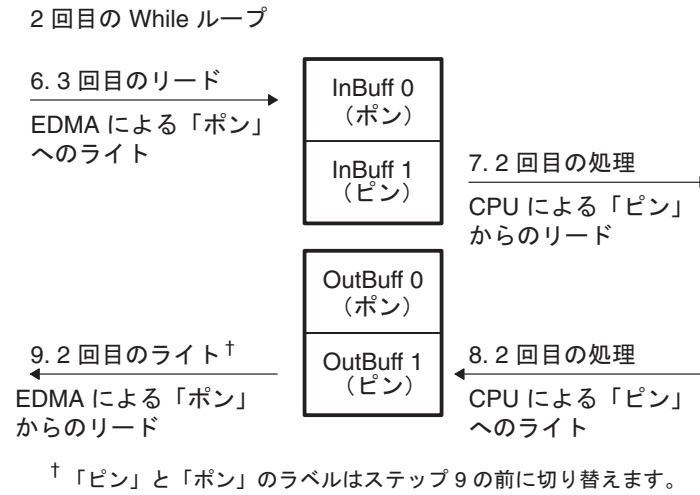 2 回目の While ループ
6. 3 回目のリード
EDMA による「ポン」
へのライト
InBuff 0
（ポン）
InBuff 1
（ピン）
7. 2 回目の処理
CPU による「ピン」
からのリード
OutBuff 0
（ポン）
OutBuff 1
（ピン）
9. 2 回目のライト†
EDMA による「ポン」
からのリード
8. 2 回目の処理
CPU による「ピン」
へのライト
† 「ピン」と「ポン」のラベルはステップ 9 の前に切り替えます。